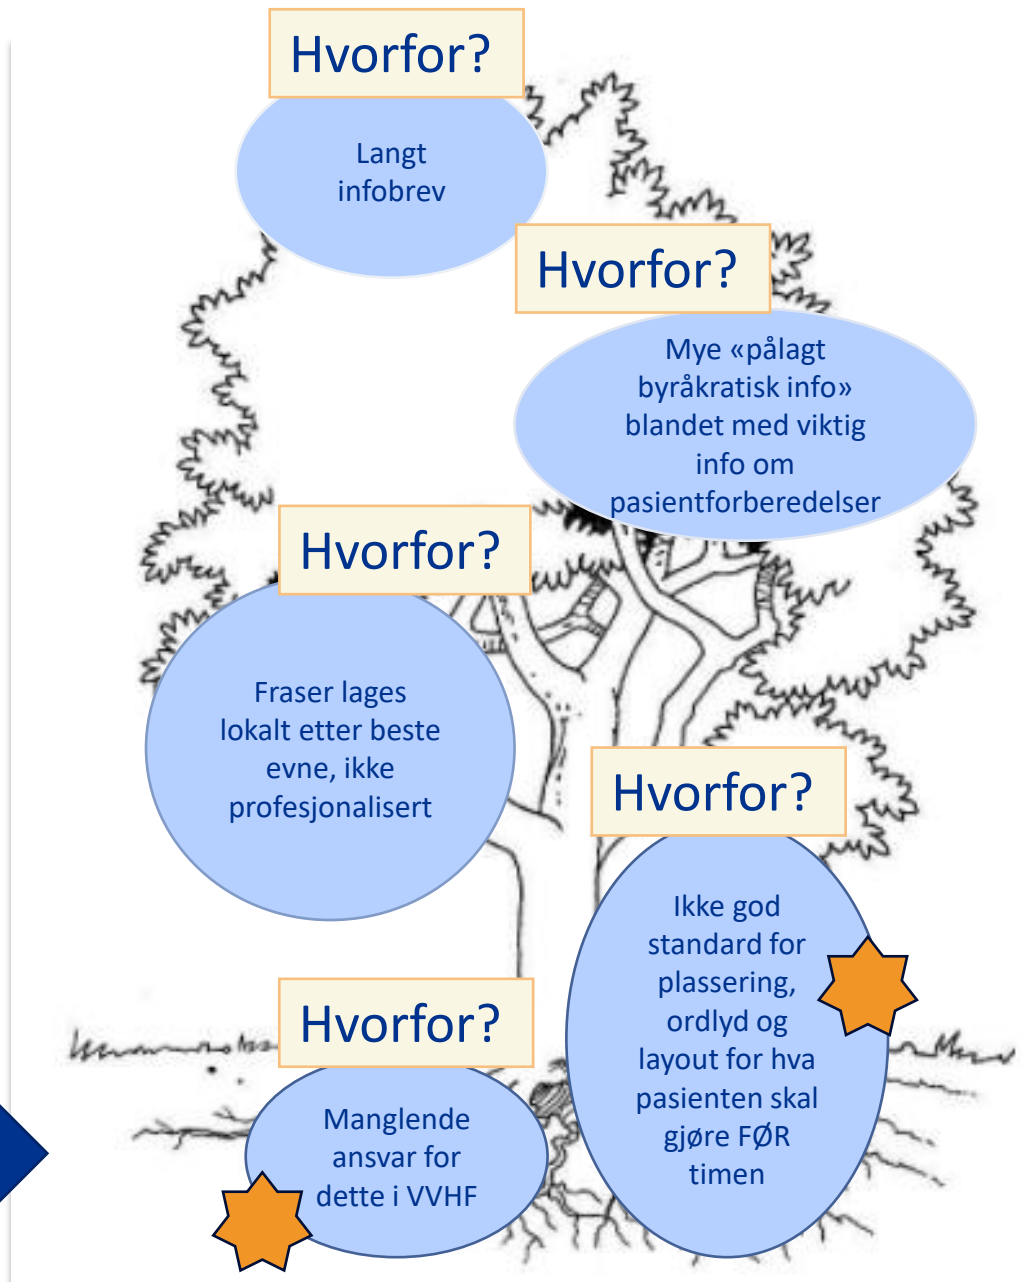 Hvorfor?
Langt
infobrev
Hvorfor?
Mye «pålagt
byråkratisk info»
blandet med viktig
info om
pasientforberedelser
Hvorfor?
Fraser lages
lokalt etter beste
evne, ikke
profesjonalisert
Hvorfor?
Ikke god
standard for
plassering,
ordlyd og
layout for hva
pasienten skal
gjøre FØR
timen
Hvorfor?
Manglende
ansvar for
dette i VVHF